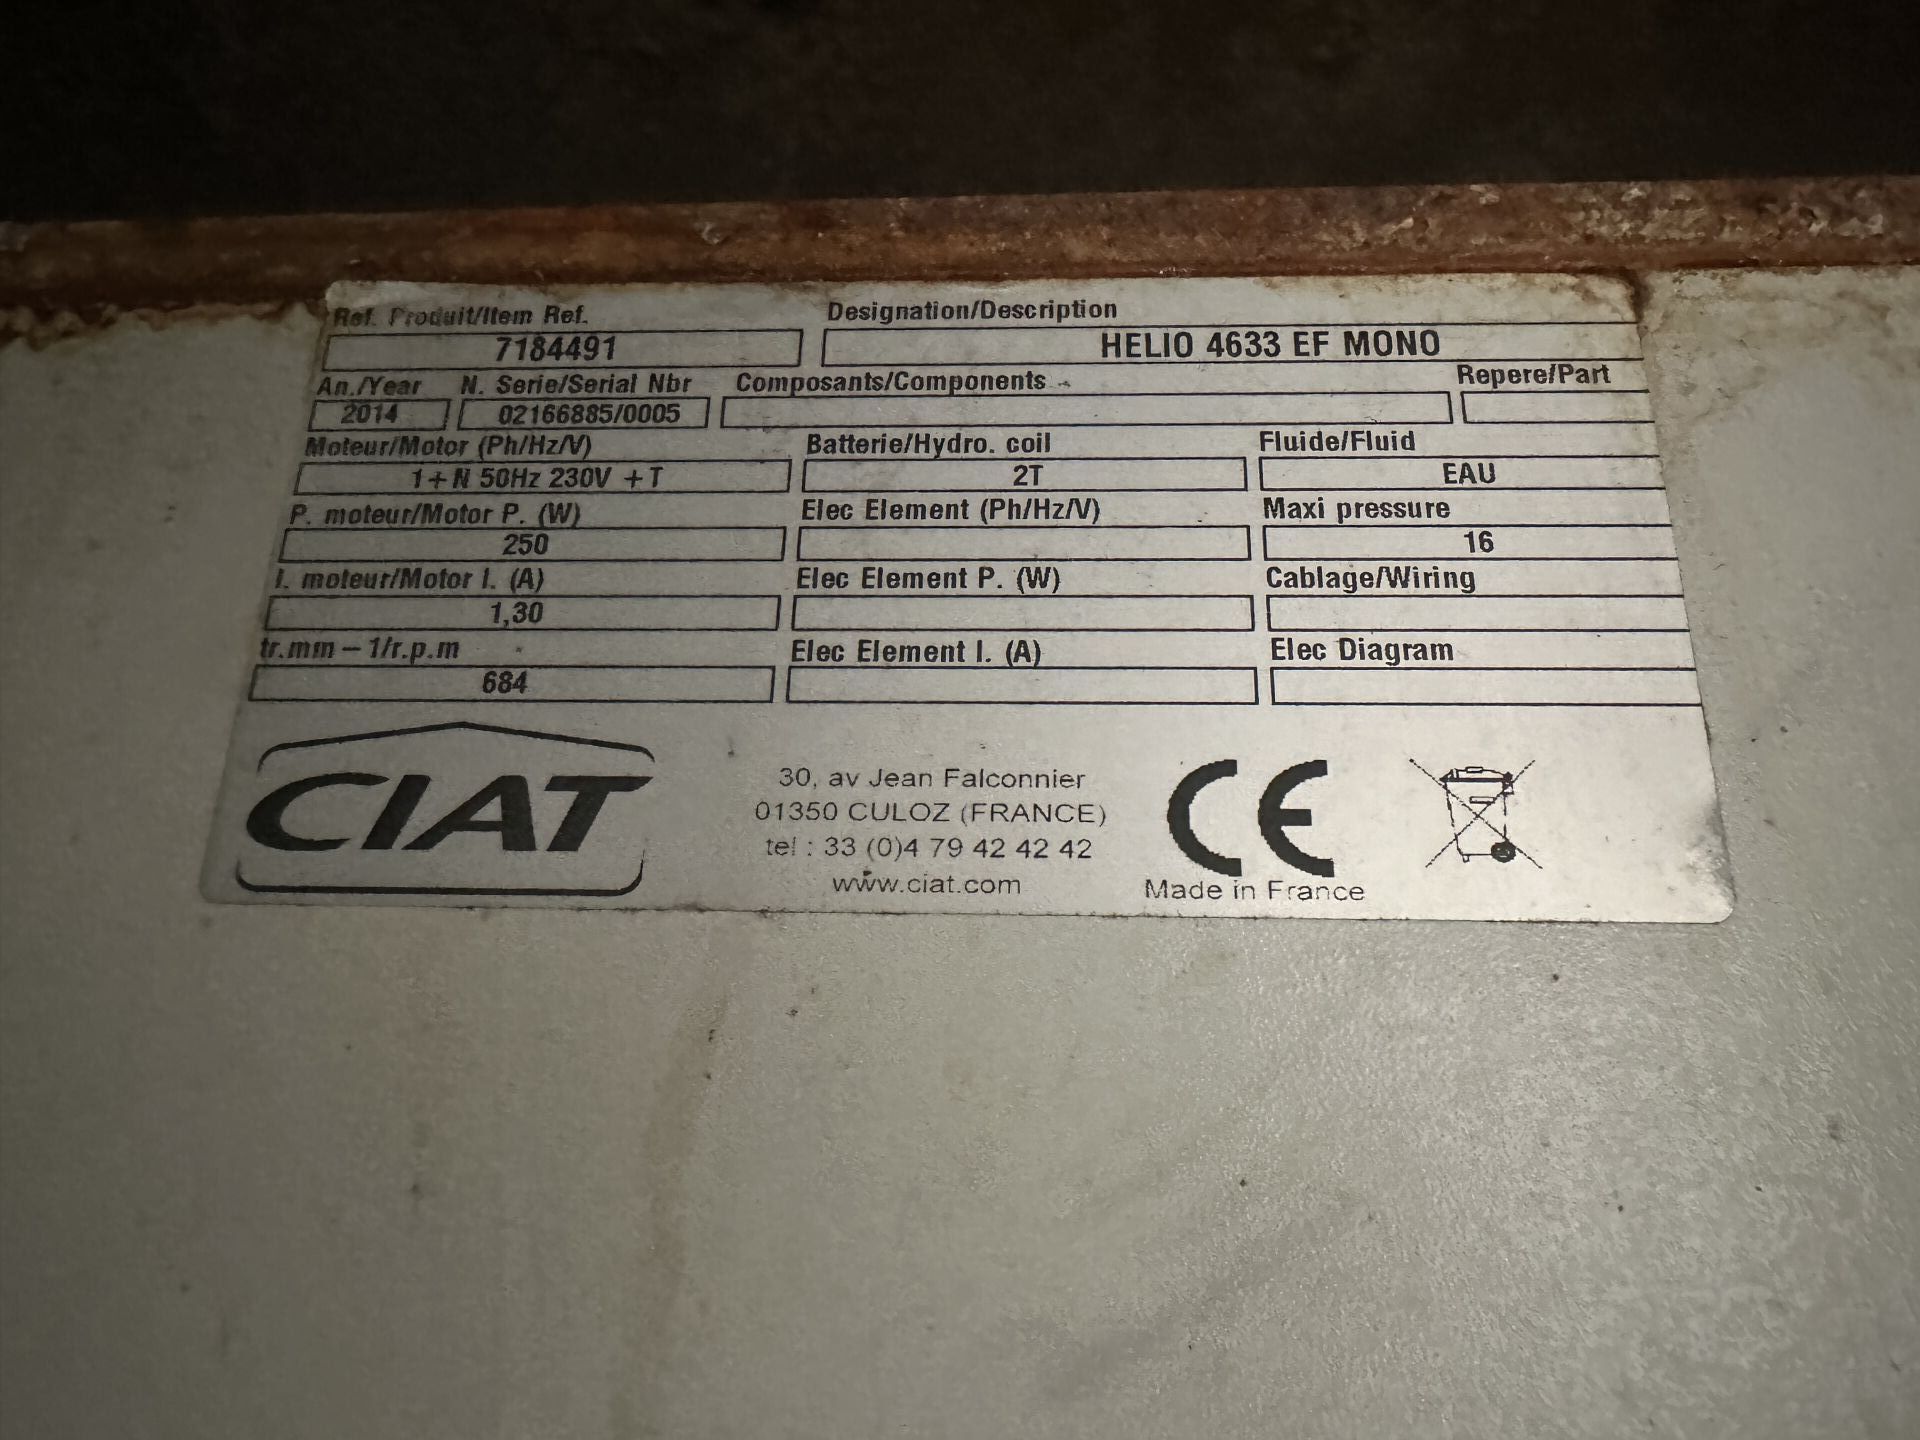 Ref. Produit/Item Ref. Designation/Description
7184491 HELIO 4633 EF MONO
An./Year N. Serie/Serial Nbr Composants/Components Repere/Part
2014 02166885/0005
Moteur/Motor (Ph/Hz/V) Batterie/Hydro. coil Fluide/Fluid
1+N 50Hz 230V +T 2T EAU
P. moteur/Motor P. (W) Elec Element (Ph/Hz/V) Maxi pressure
250 16
I. moteur/Motor I. (A) Elec Element P. (W) Cablage/Wiring
1,30
tr.mm – 1/r.p.m Elec Element I. (A) Elec Diagram
684
CIAT
30, av Jean Falconnier
01350 CULOZ (FRANCE)
tel : 33 (0)4 79 42 42 42
www.ciat.com
CE
Made in France